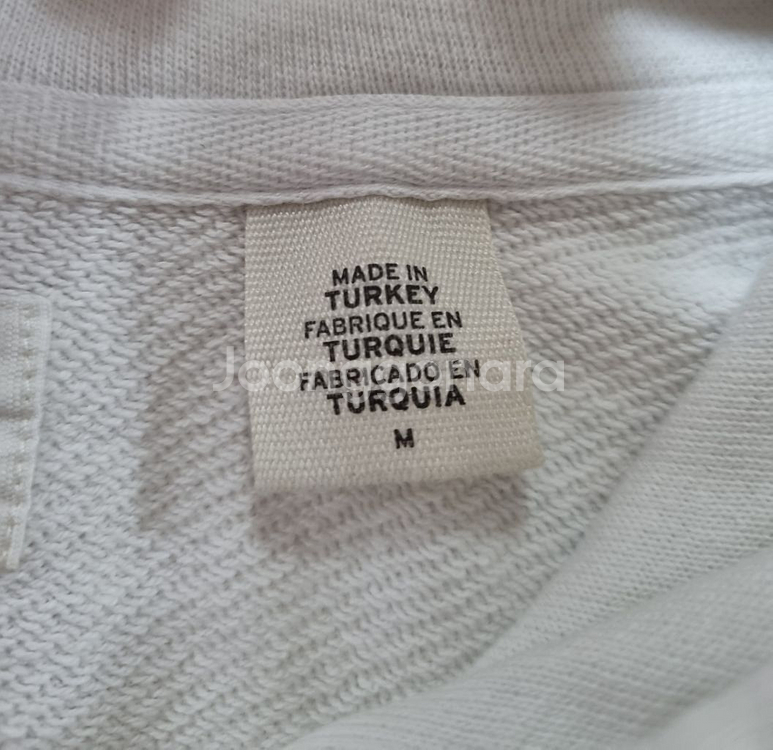 MADE IN
TURKEY
FABRIQUE EN
TURQUIE
FABRICADO EN
TURQUIA
M